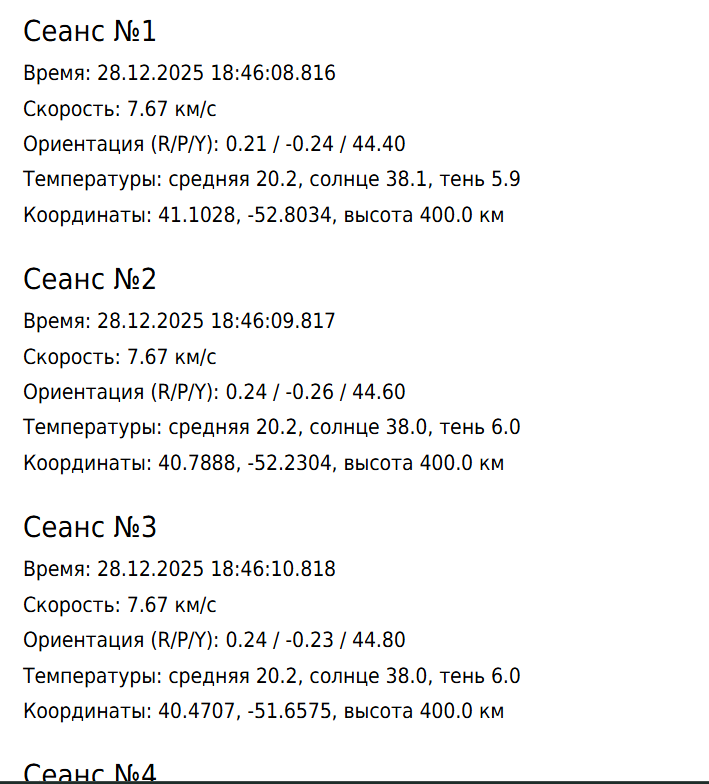 Сеанс №1
Время: 28.12.2025 18:46:08.816
Скорость: 7.67 км/с
Ориентация (R/P/Y): 0.21 / -0.24 / 44.40
Температуры: средняя 20.2, солнце 38.1, тень 5.9
Координаты: 41.1028, -52.8034, высота 400.0 км
Сеанс №2
Время: 28.12.2025 18:46:09.817
Скорость: 7.67 км/с
Ориентация (R/P/Y): 0.24 / -0.26 / 44.60
Температуры: средняя 20.2, солнце 38.0, тень 6.0
Координаты: 40.7888, -52.2304, высота 400.0 км
Сеанс №3
Время: 28.12.2025 18:46:10.818
Скорость: 7.67 км/с
Ориентация (R/P/Y): 0.24 / -0.23 / 44.80
Температуры: средняя 20.2, солнце 38.0, тень 6.0
Координаты: 40.4707, -51.6575, высота 400.0 км
Сеанс №4